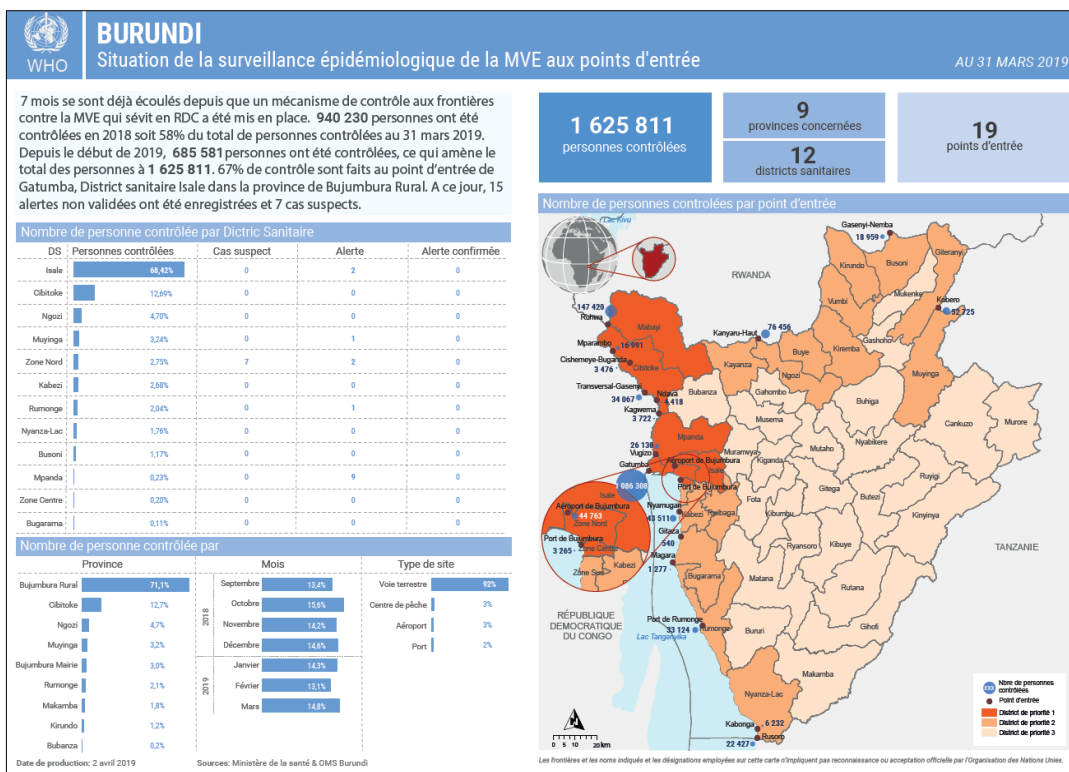 WHO
BURUNDI
Situation de la surveillance épidémiologique de la MVE aux points d'entrée
AU 31 MARS 2019
7 mois se sont déjà écoulés depuis que un mécanisme de contrôle aux frontières
contre la MVE qui sévit en RDC a été mis en place. 940 230 personnes ont été
contrôlées en 2018 soit 58% du total de personnes contrôlées au 31 mars 2019.
Depuis le début de 2019, 685 581 personnes ont été contrôlées, ce qui amène le
total des personnes à 1 625 811. 67% de contrôle sont faits au point d'entrée de
Gatumba, District sanitaire Isale dans la province de Bujumbura Rural. A ce jour, 15
alertes non validées ont été enregistrées et 7 cas suspects.
1 625 811
personnes contrôlées
9
provinces concernées
12
districts sanitaires
19
points d'entrée
Nombre de personne contrôlée par Dictric Sanitaire
DS Personnes contrôlées Cas suspect Alerte Alerte confirmée
Isale 68,42% 0 2 0
Cibitoke 12,69% 0 0 0
Ngozi 4,70% 0 0 0
Muyinga 3,24% 0 1 0
Zone Nord 2,75% 7 2 0
Kabezi 2,68% 0 0 0
Rumonge 2,04% 0 1 0
Nyanza-Lac 1,76% 0 0 0
Busoni 1,17% 0 0 0
Mpanda 0,23% 0 9 0
Zone Centre 0,20% 0 0 0
Bugarama 0,11% 0 0 0
Nombre de personne contrôlée par
Province
Bujumbura Rural 71,1%
Cibitoke 12,7%
Ngozi 4,7%
Muyinga 3,2%
Bujumbura Mairie 3,0%
Rumonge 2,1%
Makamba 1,8%
Kirundo 1,2%
Bubanza 0,2%
Mois
2018
Septembre 13,4%
Octobre 15,6%
Novembre 14,2%
Décembre 14,6%
2019
Janvier 14,3%
Février 13,1%
Mars 14,8%
Type de site
Voie terrestre 92%
Centre de pêche 3%
Aéroport 3%
Port 2%
Date de production: 2 avril 2019
Sources: Ministère de la santé & OMS Burundi
Nombre de personnes controlées par point d'entrée
Lac Kivu
RWANDA
Gasenyi-Nemba
18 959
Giteranyi
Kirundo
Busoni
Mukenke
Vumbi
Kobero
52 725
147 420
Ruhwa
Mabayi
Kanyaru-Haut
76 456
Gashoho
Mparambo
16 991
Cishemeye-Buganda
3 476
Cibitoke
Kayanza
Buye
Kiremba
Ngozi
Muyinga
Transversal-Gasenyi
34 067
Ndava
4 418
Kagwema
3 722
Bubanza
Gahombo
Buhiga
Musema
Cankuzo
Murore
26 138
Vugizo
Mpanda
Muramvya
Mutaho
Nyabikere
Gatumba
Aéroport de Bujumbura
Isale
Kiganda
Ruyigi
1 086 308
Port de Bujumbura
Gitega
Butezi
Isale
Aéroport de Bujumbura
44 763
Zone Nord
Nyamugari
43 511
Kabezi
Rwibaga
Fota
Kibumbu
Kinyinya
Port de Bujumbura
3 265
Zone Centre
Gitaza
540
Ryansoro
Kibuye
TANZANIE
Kabezi
Zone Sud
Magara
1 277
Bugarama
Matana
Rutana
RÉPUBLIQUE
DEMOCRATIQUE
DU CONGO
Port de Rumonge
33 124
Rumonge
Lac Tanganyika
Bururi
Gihofi
Makamba
Nyanza-Lac
Kabonga
6 232
Rusoro
22 427
0 5 10 20 km
xxx Nbre de personnes
contrôlées
Point d'entrée
District de priorité 1
District de priorité 2
District de priorité 3
Les frontières et les noms indiqués et les désignations employées sur cette carte n'impliquent pas reconnaissance ou acceptation officielle par l'Organisation des Nations Unies.